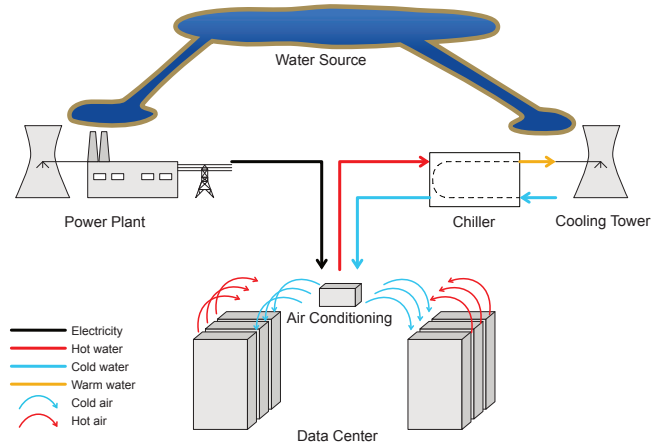 Water Source
Power Plant
Chiller
Cooling Tower
Air Conditioning
Electricity
Hot water
Cold water
Warm water
Cold air
Hot air
Data Center